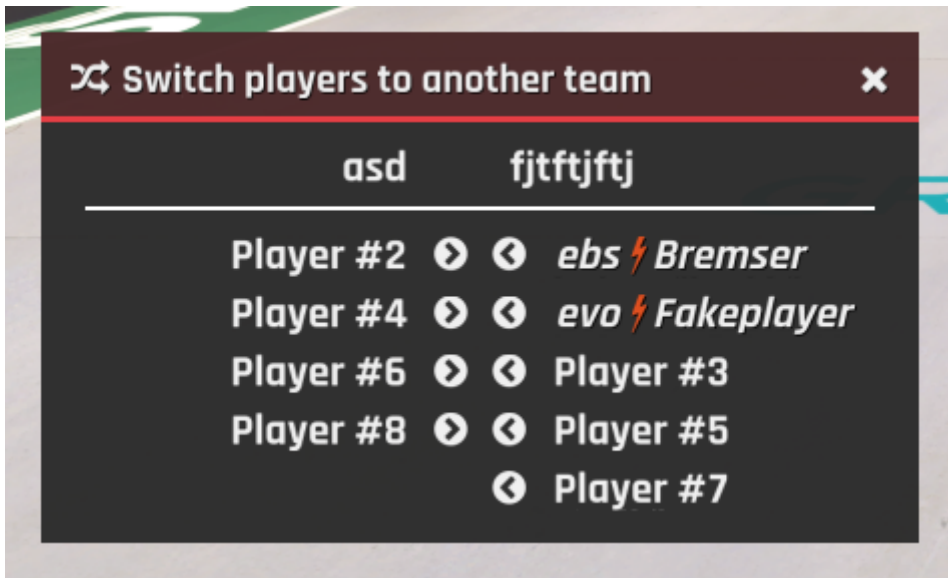 Switch players to another team
asd fjtftjftj
Player #2 ebs Bremser
Player #4 evo Fakeplayer
Player #6 Player #3
Player #8 Player #5
Player #7